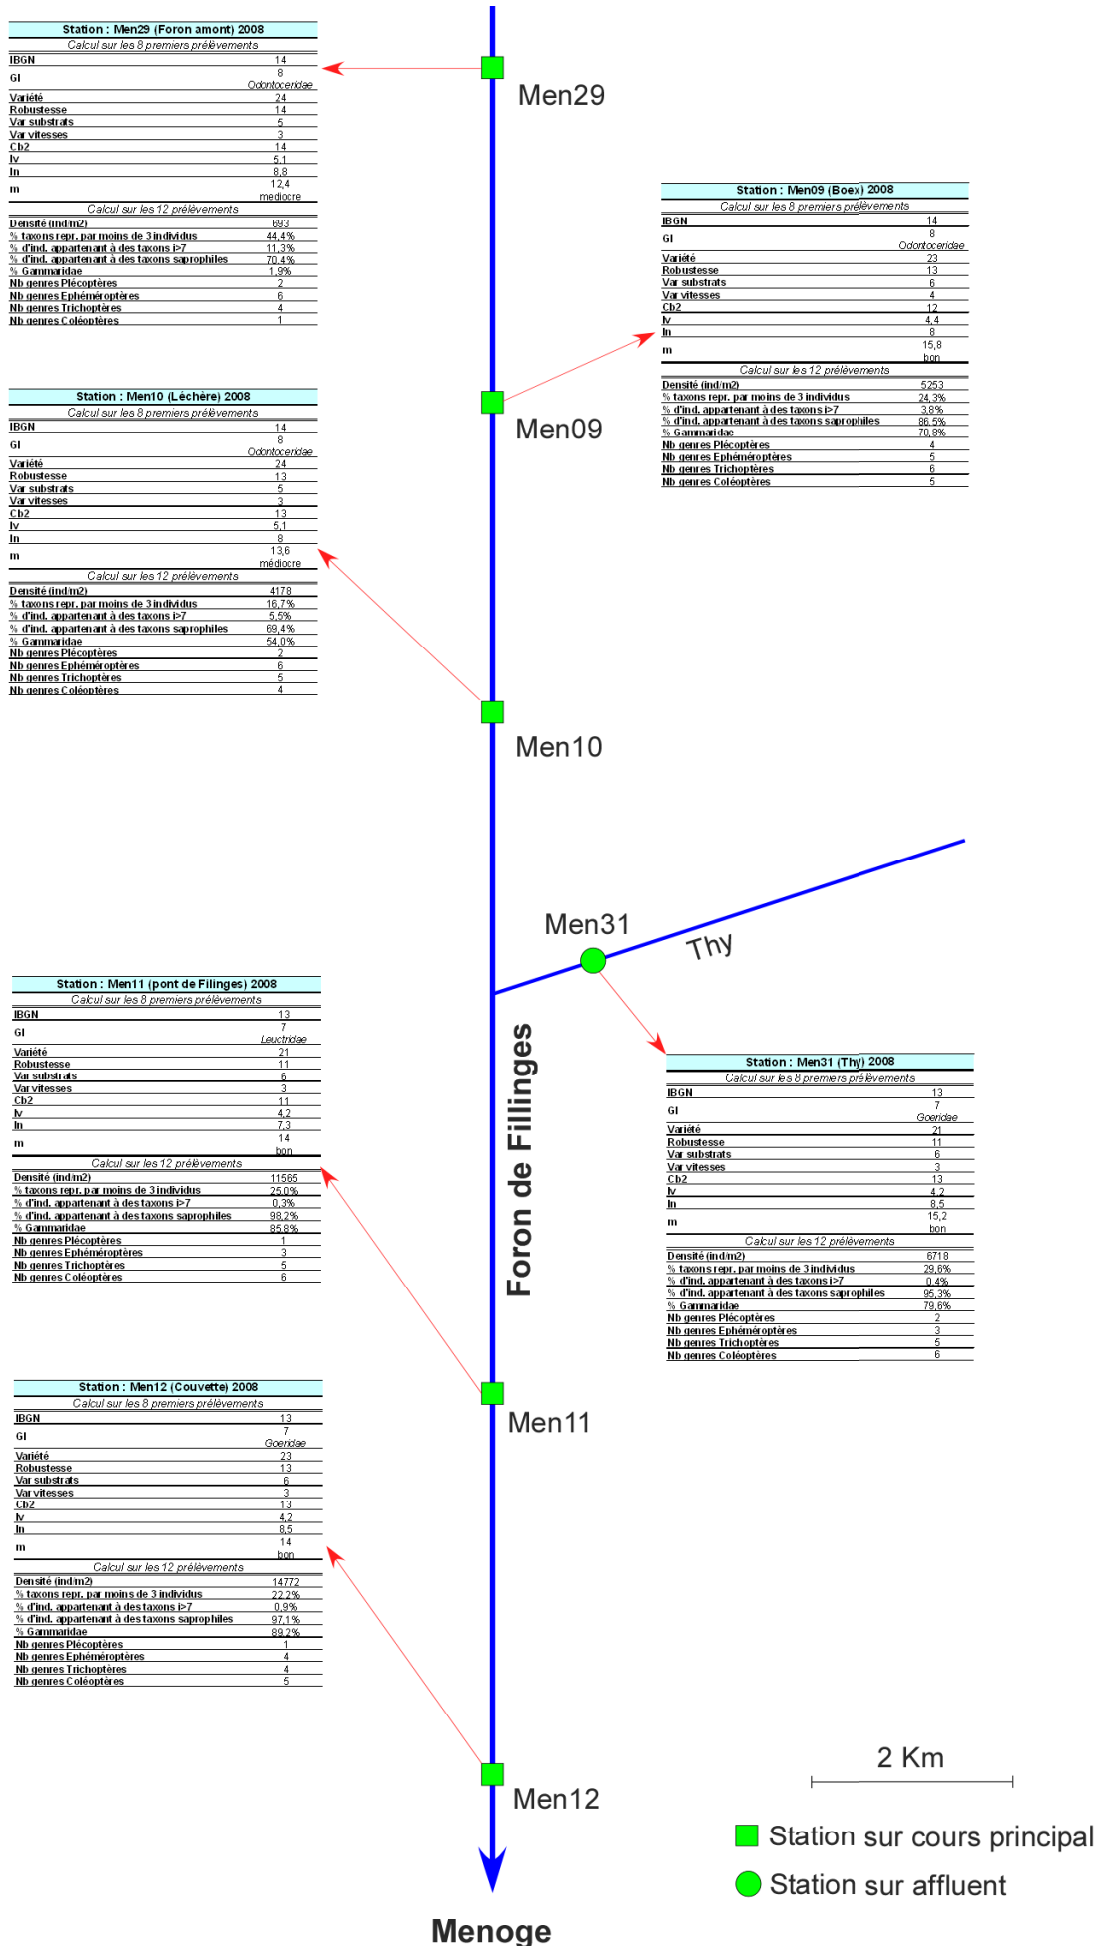 Station : Men29 (Foron amont) 2008
Calcul sur les 8 premiers prélèvements
IBGN 14
GI 8
Odontoceridae
Variété 24
Robustesse 14
Var substrats 5
Var vitesses 3
Cb2 14
Iv 5,1
In 8,8
m 12,4
mediocre
Calcul sur les 12 prélèvements
Densité (ind/m2) 693
% taxons repr. par moins de 3 individus 44,4%
% d'ind. appartenant à des taxons i>7 11,3%
% d'ind. appartenant à des taxons saprophiles 70,4%
% Gammaridae 1,9%
Nb genres Plécoptères 2
Nb genres Ephéméroptères 6
Nb genres Trichoptères 4
Nb genres Coléoptères 1
Men29
Station : Men09 (Boex) 2008
Calcul sur les 8 premiers prélèvements
IBGN 14
GI 8
Odontoceridae
Variété 23
Robustesse 13
Var substrats 6
Var vitesses 4
Cb2 12
Iv 4,4
In 8
m 15,8
bon
Calcul sur les 12 prélèvements
Densité (ind/m2) 5253
% taxons repr. par moins de 3 individus 24,3%
% d'ind. appartenant à des taxons i>7 3,8%
% d'ind. appartenant à des taxons saprophiles 86,5%
% Gammaridae 70,8%
Nb genres Plécoptères 4
Nb genres Ephéméroptères 5
Nb genres Trichoptères 6
Nb genres Coléoptères 5
Men09
Station : Men10 (Léchère) 2008
Calcul sur les 8 premiers prélèvements
IBGN 14
GI 8
Odontoceridae
Variété 24
Robustesse 13
Var substrats 5
Var vitesses 3
Cb2 13
Iv 5,1
In 8
m 13,6
médiocre
Calcul sur les 12 prélèvements
Densité (ind/m2) 4178
% taxons repr. par moins de 3 individus 16,7%
% d'ind. appartenant à des taxons i>7 5,5%
% d'ind. appartenant à des taxons saprophiles 69,4%
% Gammaridae 54,0%
Nb genres Plécoptères 2
Nb genres Ephéméroptères 6
Nb genres Trichoptères 5
Nb genres Coléoptères 4
Men10
Men31
Thy
Station : Men11 (pont de Filinges) 2008
Calcul sur les 8 premiers prélèvements
IBGN 13
GI 7
Leuctridae
Variété 21
Robustesse 11
Var substrats 6
Var vitesses 3
Cb2 11
Iv 4,2
In 7,3
m 14
bon
Calcul sur les 12 prélèvements
Densité (ind/m2) 11565
% taxons repr. par moins de 3 individus 25,0%
% d'ind. appartenant à des taxons i>7 0,3%
% d'ind. appartenant à des taxons saprophiles 98,2%
% Gammaridae 85,8%
Nb genres Plécoptères 1
Nb genres Ephéméroptères 3
Nb genres Trichoptères 5
Nb genres Coléoptères 6
Foron de Fillinges
Station : Men31 (Thy) 2008
Calcul sur les 8 premiers prélèvements
IBGN 13
GI 7
Goeridae
Variété 21
Robustesse 11
Var substrats 6
Var vitesses 3
Cb2 13
Iv 4,2
In 8,5
m 15,2
bon
Calcul sur les 12 prélèvements
Densité (ind/m2) 6718
% taxons repr. par moins de 3 individus 29,6%
% d'ind. appartenant à des taxons i>7 0,4%
% d'ind. appartenant à des taxons saprophiles 95,3%
% Gammaridae 79,6%
Nb genres Plécoptères 2
Nb genres Ephéméroptères 3
Nb genres Trichoptères 5
Nb genres Coléoptères 6
Men11
Station : Men12 (Couvette) 2008
Calcul sur les 8 premiers prélèvements
IBGN 13
GI 7
Goeridae
Variété 23
Robustesse 13
Var substrats 6
Var vitesses 3
Cb2 13
Iv 4,2
In 8,5
m 14
bon
Calcul sur les 12 prélèvements
Densité (ind/m2) 14772
% taxons repr. par moins de 3 individus 22,2%
% d'ind. appartenant à des taxons i>7 0,9%
% d'ind. appartenant à des taxons saprophiles 97,1%
% Gammaridae 89,2%
Nb genres Plécoptères 1
Nb genres Ephéméroptères 4
Nb genres Trichoptères 4
Nb genres Coléoptères 5
Men12
2 Km
Station sur cours principal
Station sur affluent
Menoge